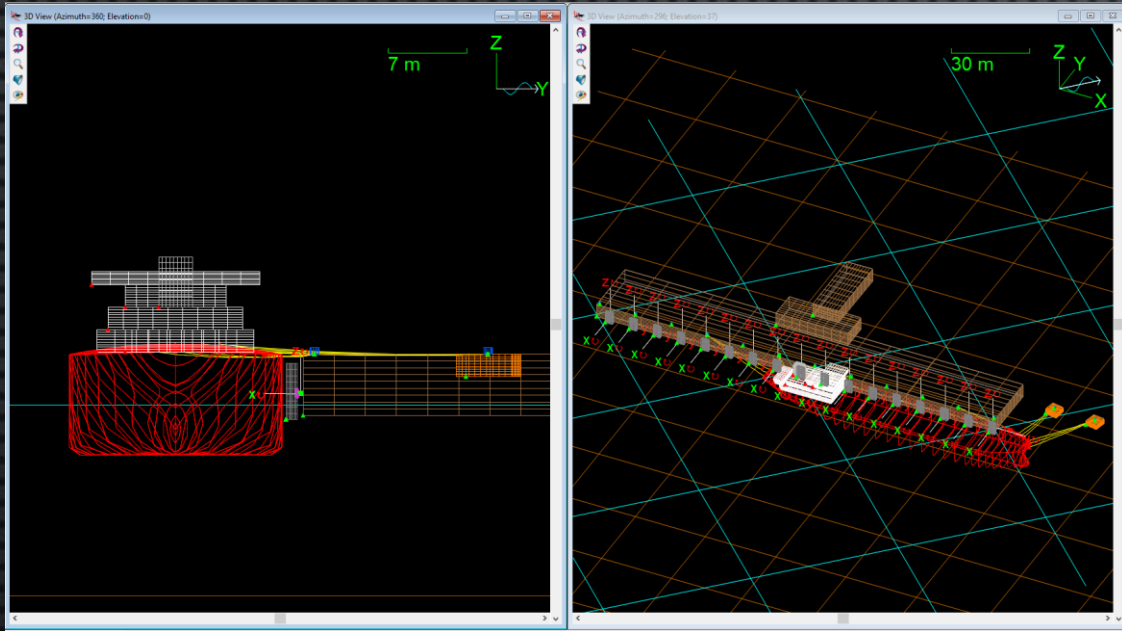 3D View (Azimuth=360; Elevation=0)
7 m
Z
Y
X
3D View (Azimuth=296; Elevation=37)
30 m
Z
Y
X
Z
Z
Z
Z
Z
Z
Z
Z
Z
Z
Z
Z
X
X
X
X
X
X
X
X
X
X
X
X